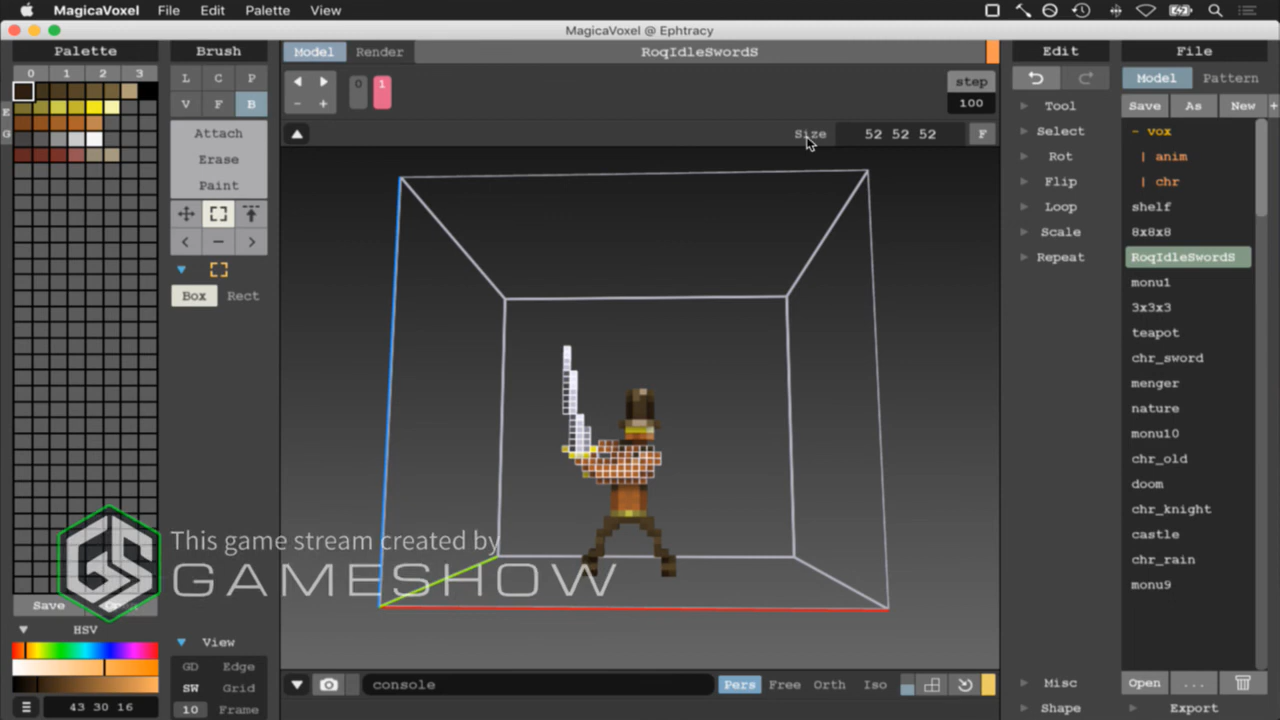 MagicaVoxel File Edit Palette View
MagicaVoxel @ Ephtracy
Palette
0 1 2 3
E
G
Save
HSV
43 30 16
Brush
L C P
V F B
Attach
Erase
Paint
Box Rect
View
GD Edge
SW Grid
10 Frame
Model Render RoqIdleSwordS
0 1
step
100
Size 52 52 52 F
This game stream created by
GS GAMESHOW
console Pers Free Orth Iso
Edit
Tool
Select
Rot
Flip
Loop
Scale
Repeat
Misc
Shape
File
Model Pattern
Save As New +
- vox
| anim
| chr
shelf
8x8x8
RoqIdleSwordS
monu1
3x3x3
teapot
chr_sword
menger
nature
monu10
chr_old
doom
chr_knight
castle
chr_rain
monu9
Open ...
Export